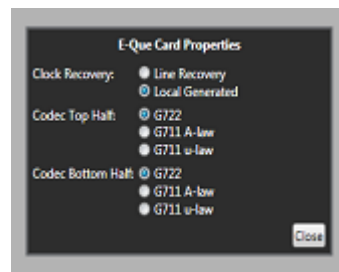 E-Que Card Properties
Clock Recovery: Line Recovery
Local Generated
Codec Top Half: G722
G711 A-law
G711 u-law
Codec Bottom Half: G722
G711 A-law
G711 u-law
Close